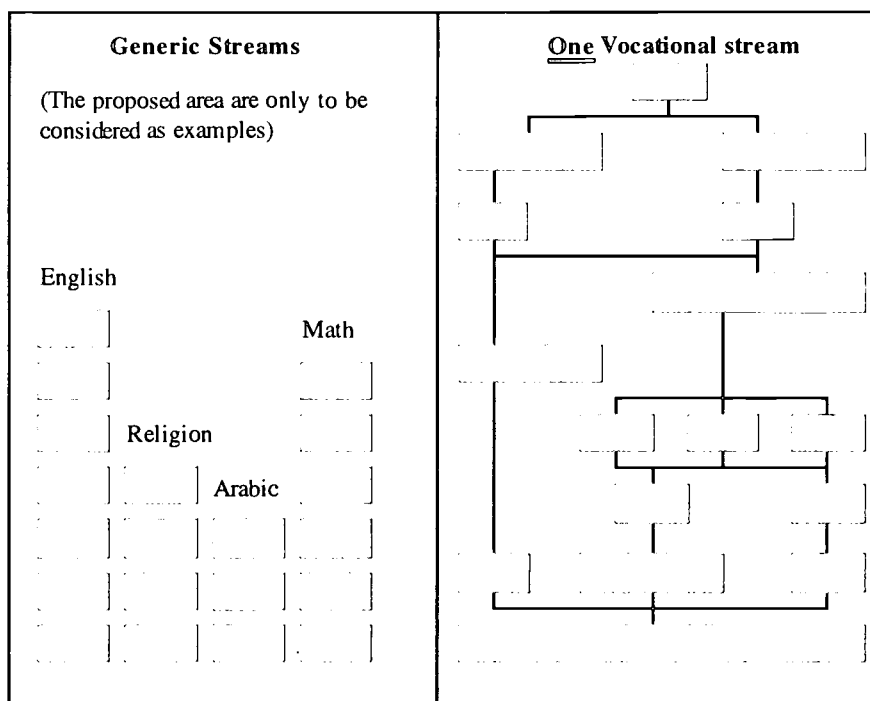 Generic Streams
(The proposed area are only to be
considered as examples)
English
Math
Religion
Arabic
One Vocational stream